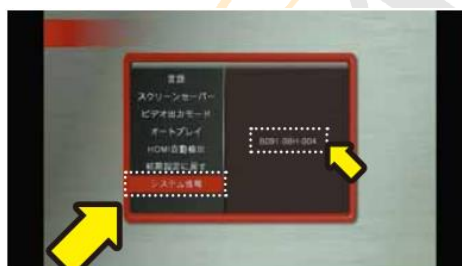 言語
スクリーンセーバー
ビデオ出力モード
オートプレイ
HDMI自動検出
初期設定に戻す
システム情報